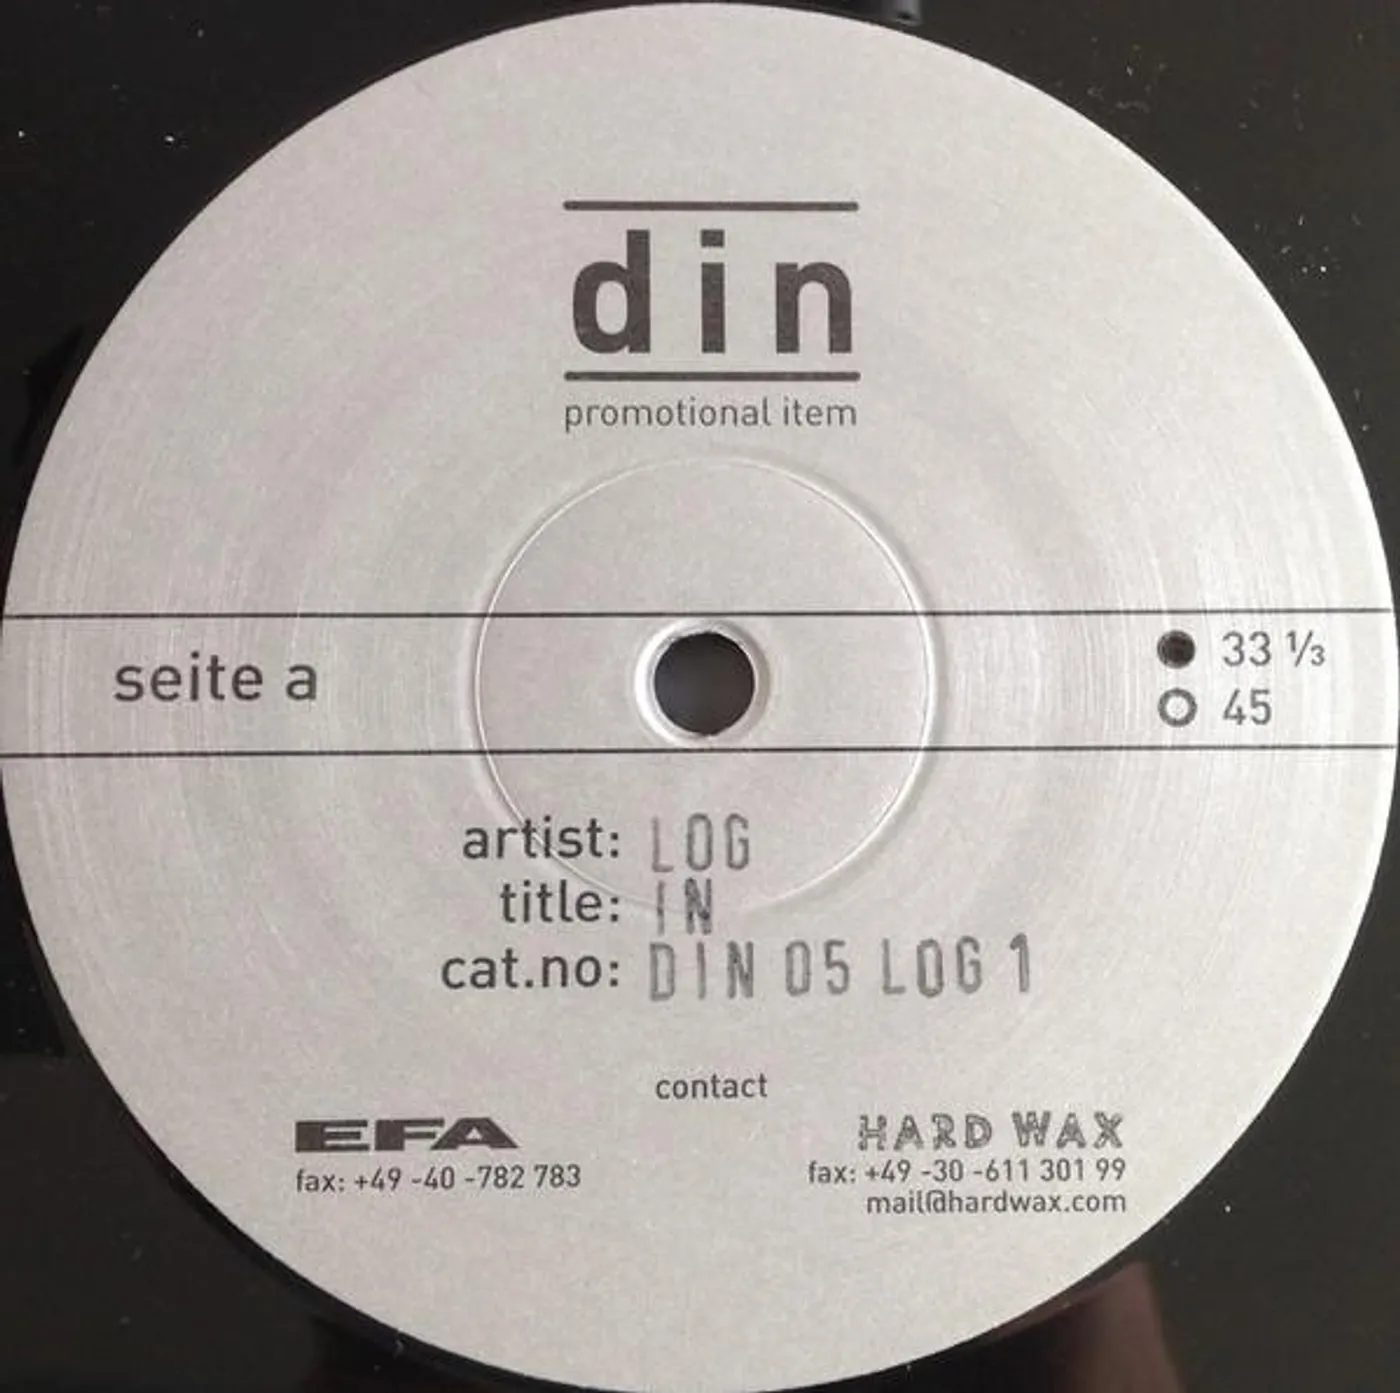 din
promotional item
seite a
33 ⅓
45
artist: LOG
title: IN
cat.no: DIN 05 LOG 1
contact
EFA
fax: +49 -40 -782 783
HARD WAX
fax: +49 -30 -611 301 99
mail@hardwax.com